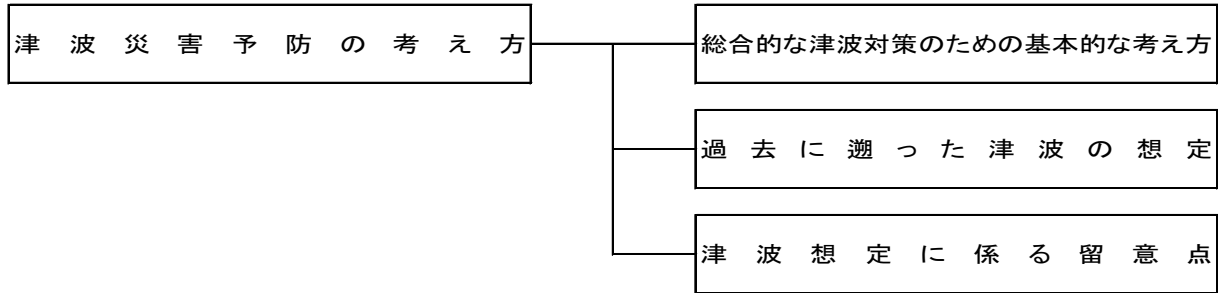 津波災害予防の考え方
総合的な津波対策のための基本的な考え方
過去に遡った津波の想定
津波想定に係る留意点